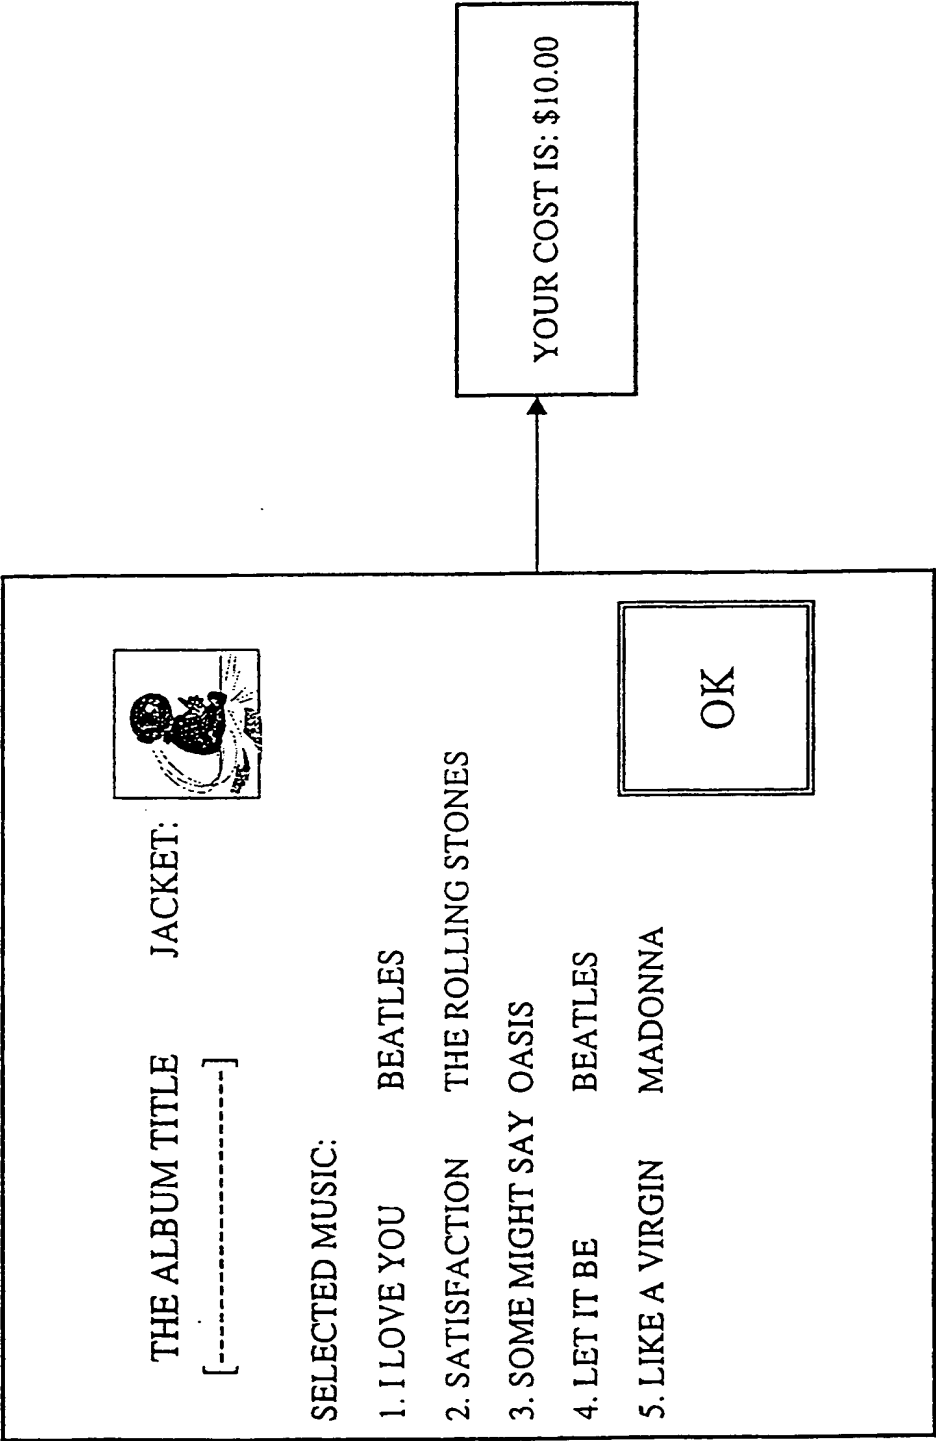 THE ALBUM TITLE JACKET:
[--------------------]
SELECTED MUSIC:
1. I LOVE YOU BEATLES
2. SATISFACTION THE ROLLING STONES
3. SOME MIGHT SAY OASIS
4. LET IT BE BEATLES
5. LIKE A VIRGIN MADONNA
OK
YOUR COST IS: $10.00